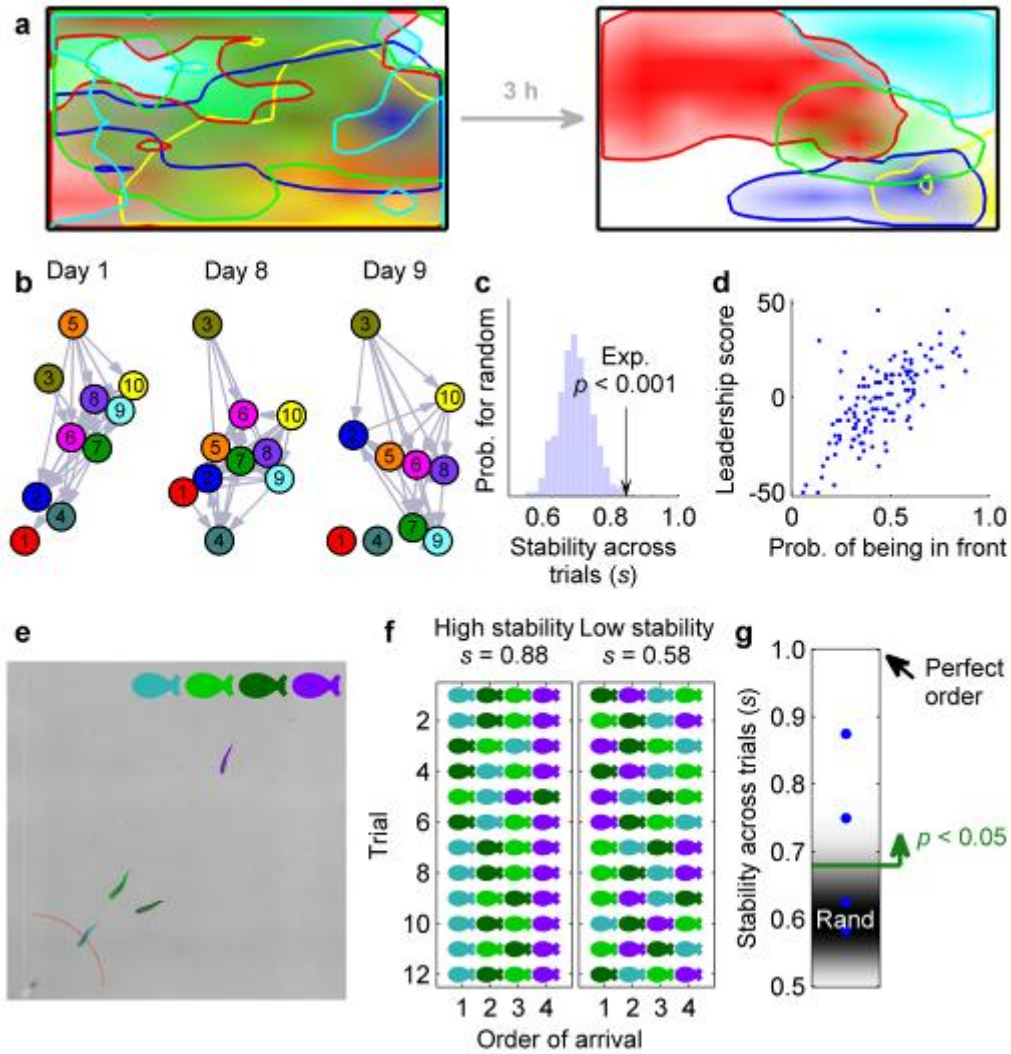 a
3 h
b
Day 1
Day 8
Day 9
5
3
10
8
9
6
7
2
4
1
3
6
10
5
7
8
2
9
1
4
3
10
2
5
6
8
7
1
4
9
c
Prob. for random
Exp.
p < 0.001
0.6
0.8
1.0
Stability across
trials (s)
d
Leadership score
50
0
-50
0
0.5
1.0
Prob. of being in front
e
f
High stability
s = 0.88
Low stability
s = 0.58
Trial
2
4
6
8
10
12
1 2 3 4
1 2 3 4
Order of arrival
g
Stability across trials (s)
1.0
0.9
0.8
0.7
0.6
0.5
Perfect
order
p < 0.05
Rand